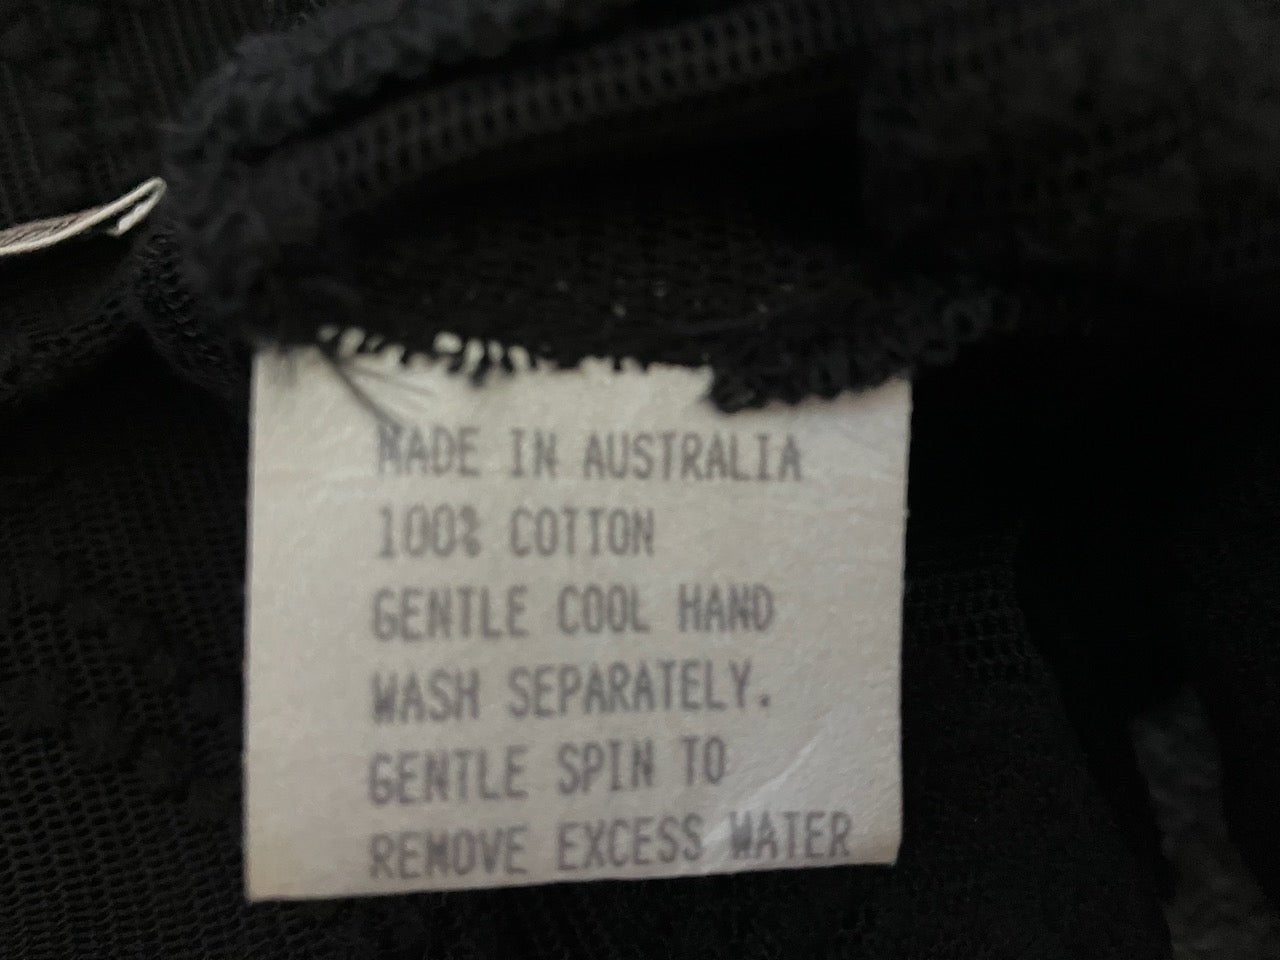 MADE IN AUSTRALIA
100% COTTON
GENTLE COOL HAND
WASH SEPARATELY.
GENTLE SPIN TO
REMOVE EXCESS WATER